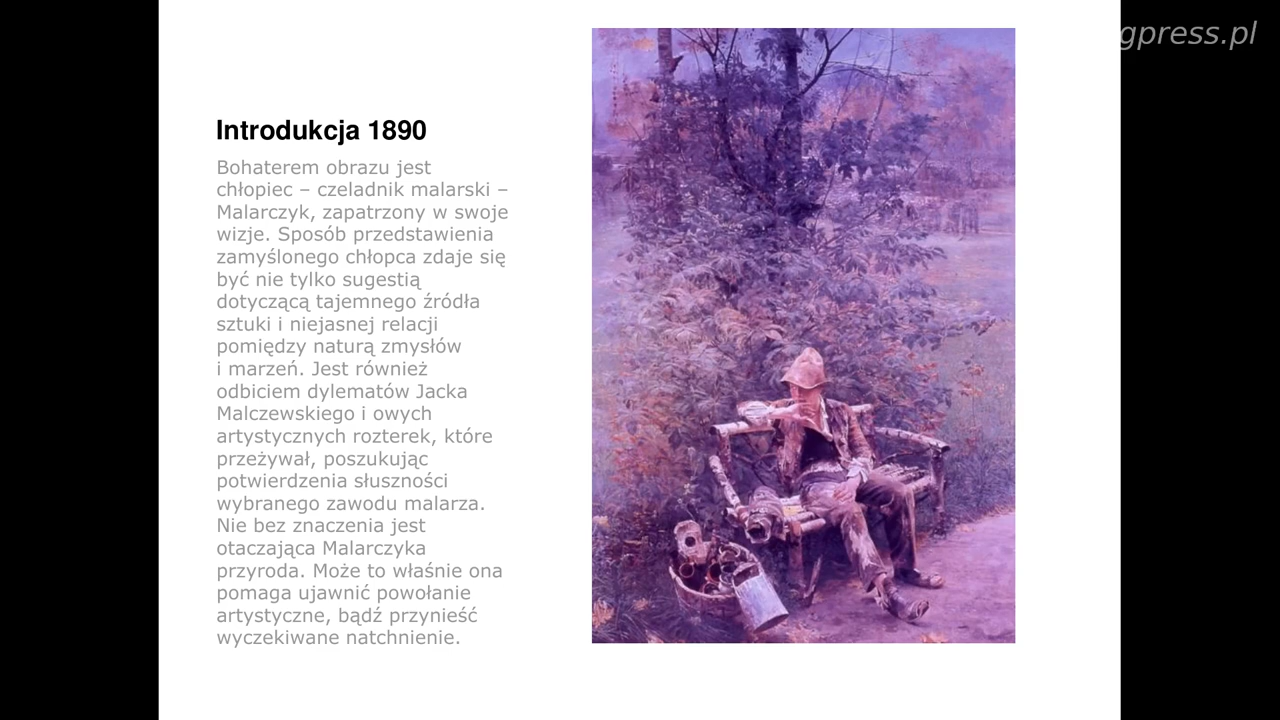 gpress.pl
Introdukcja 1890
Bohaterem obrazu jest
chłopiec – czeladnik malarski –
Malarczyk, zapatrzony w swoje
wizje. Sposób przedstawienia
zamyślonego chłopca zdaje się
być nie tylko sugestią
dotyczącą tajemnego źródła
sztuki i niejasnej relacji
pomiędzy naturą zmysłów
i marzeń. Jest również
odbiciem dylematów Jacka
Malczewskiego i owych
artystycznych rozterek, które
przeżywał, poszukując
potwierdzenia słuszności
wybranego zawodu malarza.
Nie bez znaczenia jest
otaczająca Malarczyka
przyroda. Może to właśnie ona
pomaga ujawnić powołanie
artystyczne, bądź przynieść
wyczekiwane natchnienie.